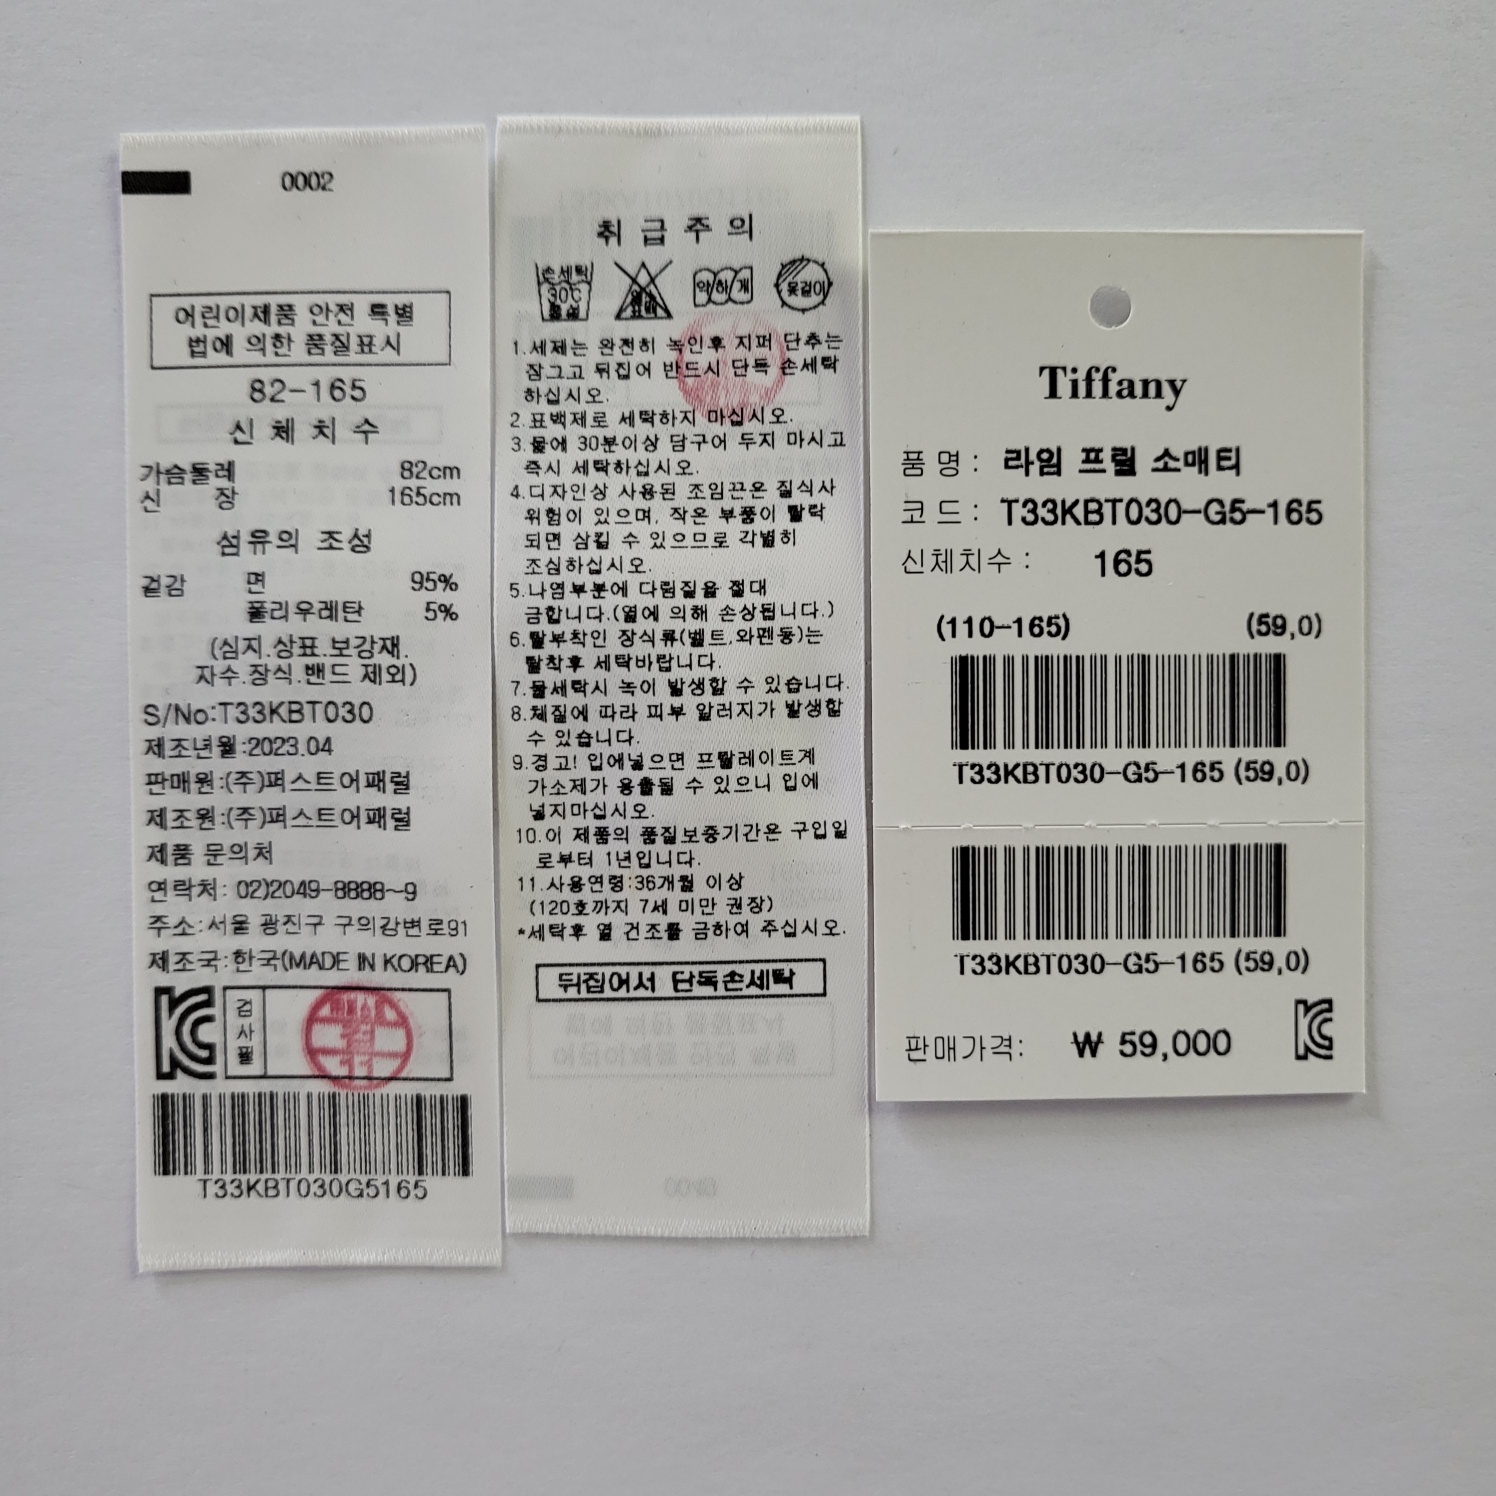 0002
어린이제품 안전 특별
법에 의한 품질표시
82-165
신 체 치 수
가슴둘레 82cm
신 장 165cm
섬유의 조성
겉감 면 95%
폴리우레탄 5%
(심지.상표.보강재.
자수.장식.밴드 제외)
S/No:T33KBT030
제조년월:2023.04
판매원:(주)퍼스트어패럴
제조원:(주)퍼스트어패럴
제품 문의처
연락처: 02)2049-8888~9
주소:서울 광진구 구의강변로91
제조국:한국(MADE IN KOREA)
KC
검
사
필
11
T33KBT030G5165
취 급 주 의
손세탁
30℃
중성
염소
표백
약하게
옷걸이
1.세제는 완전히 녹인후 지퍼 단추는
잠그고 뒤집어 반드시 단독 손세탁
하십시오.
2.표백제로 세탁하지 마십시오.
3.물에 30분이상 담구어 두지 마시고
즉시 세탁하십시오.
4.디자인상 사용된 조임끈은 질식사
위험이 있으며, 작은 부품이 탈락
되면 삼킬 수 있으므로 각별히
조심하십시오.
5.나염부분에 다림질을 절대
금합니다.(열에 의해 손상됩니다.)
6.탈부착인 장식류(벨트,와펜등)는
탈착후 세탁바랍니다.
7.물세탁시 녹이 발생할 수 있습니다.
8.체질에 따라 피부 알러지가 발생할
수 있습니다.
9.경고! 입에넣으면 프탈레이트계
가소제가 용출될 수 있으니 입에
넣지마십시오.
10.이 제품의 품질보증기간은 구입일
로부터 1년입니다.
11.사용연령:36개월 이상
(120호까지 7세 미만 권장)
*세탁후 열 건조를 금하여 주십시오.
뒤집어서 단독손세탁
Tiffany
품 명 : 라임 프릴 소매티
코 드 : T33KBT030-G5-165
신체치수 : 165
(110-165) (59,0)
T33KBT030-G5-165 (59,0)
T33KBT030-G5-165 (59,0)
판매가격: ₩ 59,000
KC